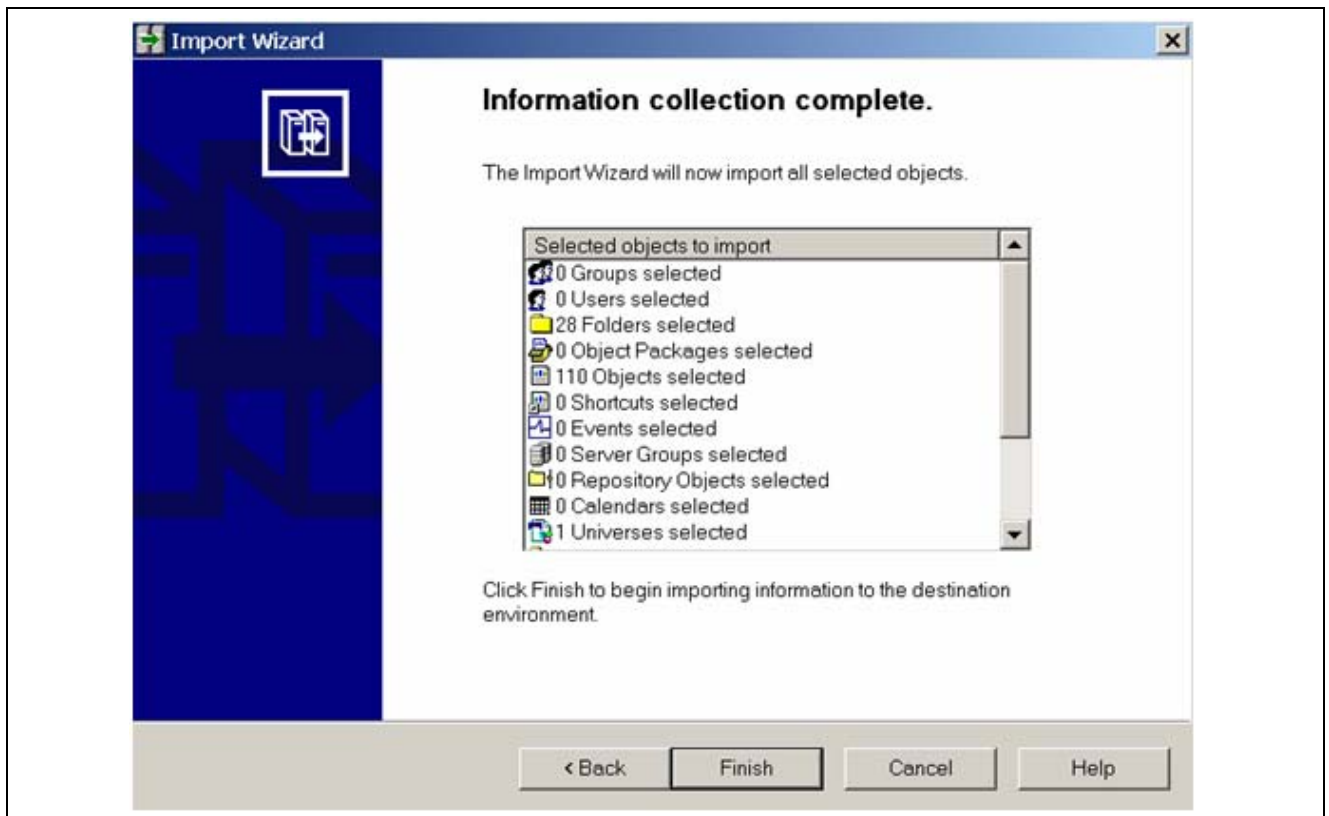 Import Wizard
Information collection complete.
The Import Wizard will now import all selected objects.
Selected objects to import
0 Groups selected
0 Users selected
28 Folders selected
0 Object Packages selected
110 Objects selected
0 Shortcuts selected
0 Events selected
0 Server Groups selected
0 Repository Objects selected
0 Calendars selected
1 Universes selected
Click Finish to begin importing information to the destination
environment.
< Back Finish Cancel Help